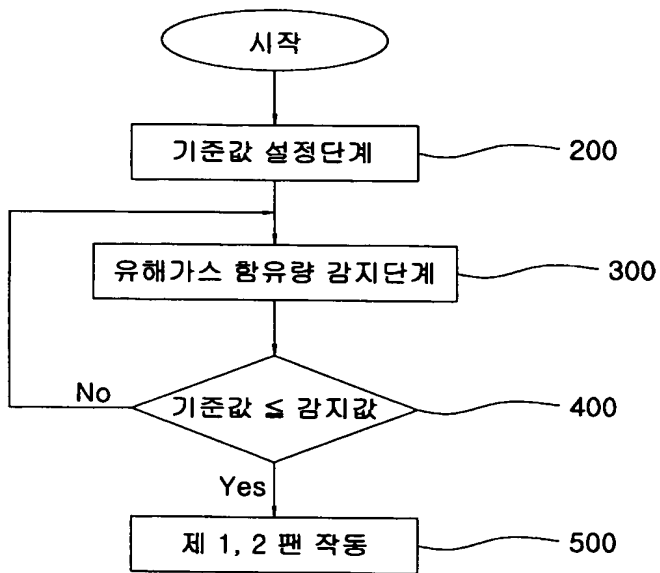 시작
기준값 설정단계
200
유해가스 함유량 감지단계
300
No
기준값 ≦ 감지값
400
Yes
제 1, 2 팬 작동
500